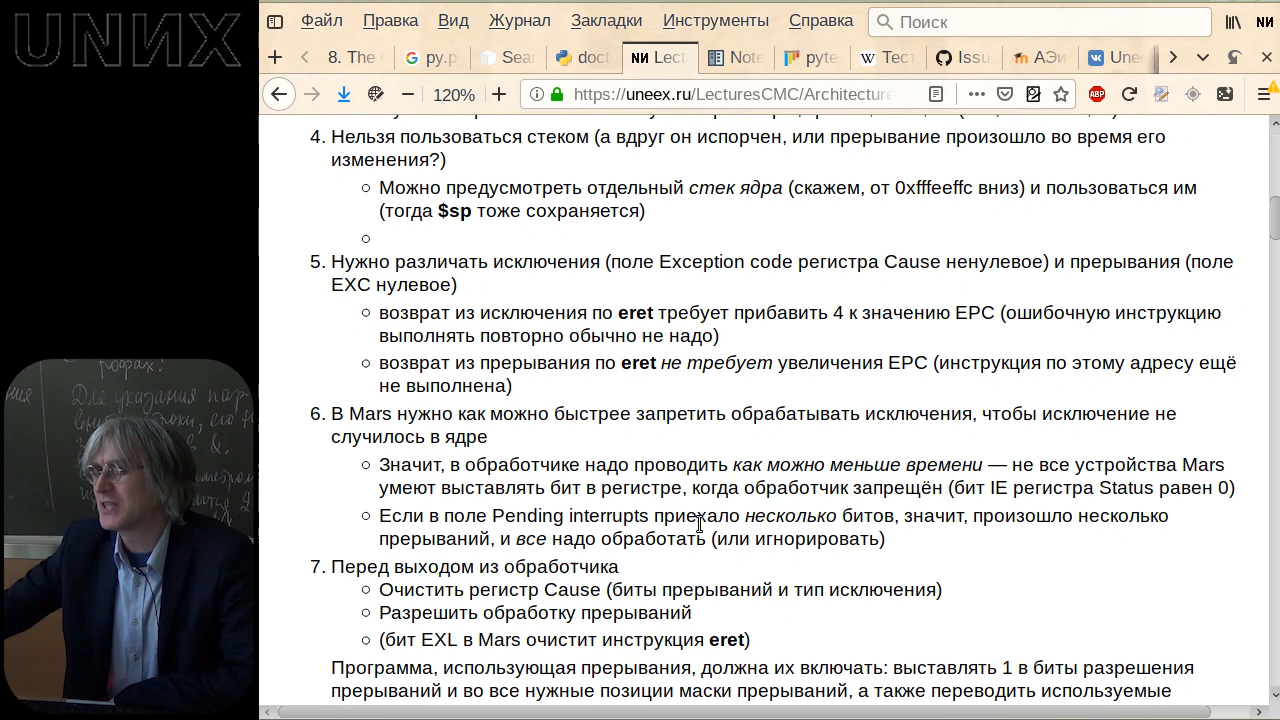 UNИX
Файл Правка Вид Журнал Закладки Инструменты Справка Поиск
8. The py.p Sear doct Lect Note pyte Тест Issu АЭи Unee
120% https://uneex.ru/LecturesCMC/Architecture
4. Нельзя пользоваться стеком (а вдруг он испорчен, или прерывание произошло во время его
изменения?)
Можно предусмотреть отдельный стек ядра (скажем, от 0xfffeeffc вниз) и пользоваться им
(тогда $sp тоже сохраняется)
5. Нужно различать исключения (поле Exception code регистра Cause ненулевое) и прерывания (поле
EXC нулевое)
возврат из исключения по eret требует прибавить 4 к значению EPC (ошибочную инструкцию
выполнять повторно обычно не надо)
возврат из прерывания по eret не требует увеличения EPC (инструкция по этому адресу ещё
не выполнена)
6. В Mars нужно как можно быстрее запретить обрабатывать исключения, чтобы исключение не
случилось в ядре
Значит, в обработчике надо проводить как можно меньше времени — не все устройства Mars
умеют выставлять бит в регистре, когда обработчик запрещён (бит IE регистра Status равен 0)
Если в поле Pending interrupts приехало несколько битов, значит, произошло несколько
прерываний, и все надо обработать (или игнорировать)
7. Перед выходом из обработчика
Очистить регистр Cause (биты прерываний и тип исключения)
Разрешить обработку прерываний
(бит EXL в Mars очистит инструкция eret)
Программа, использующая прерывания, должна их включать: выставлять 1 в биты разрешения
прерываний и во все нужные позиции маски прерываний, а также переводить используемые
Для указания пар